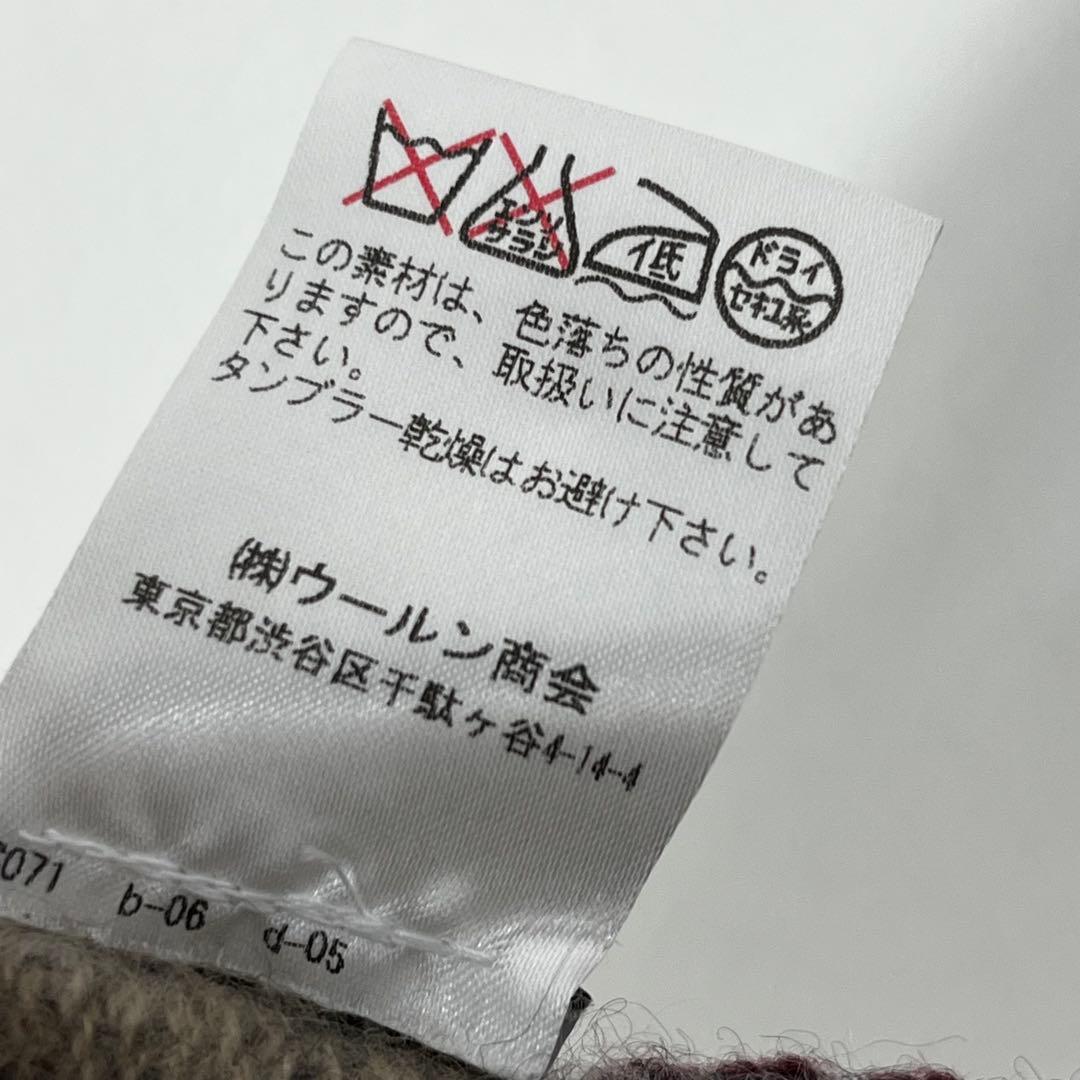 エンソ
サラシ
低
ドライ
セキユ系
この素材は、色落ちの性質があ
りますので、取扱いに注意して
下さい。
タンブラー乾燥はお避け下さい。
㈱ウールン商会
東京都渋谷区千駄ヶ谷4-14-4
071 b-06 d-05